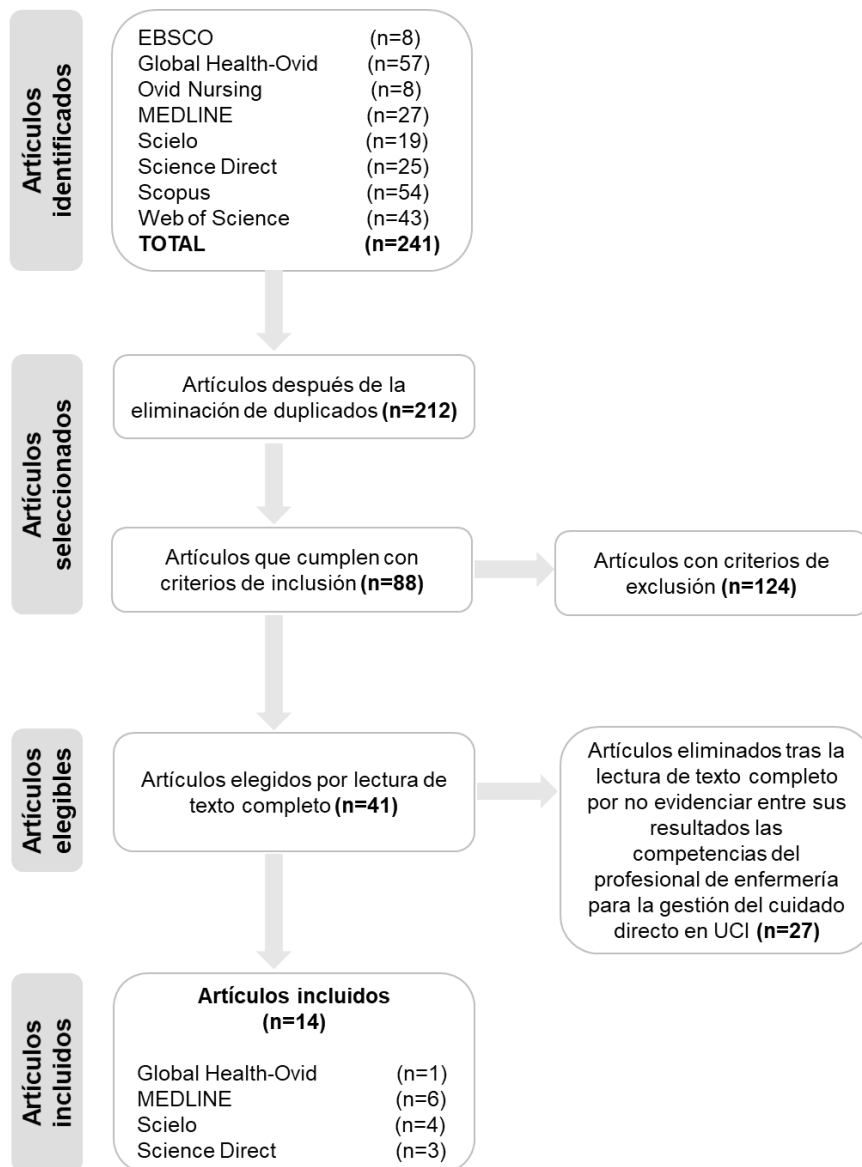 Artículos
identificados
EBSCO (n=8)
Global Health-Ovid (n=57)
Ovid Nursing (n=8)
MEDLINE (n=27)
Scielo (n=19)
Science Direct (n=25)
Scopus (n=54)
Web of Science (n=43)
TOTAL (n=241)
Artículos
seleccionados
Artículos después de la
eliminación de duplicados (n=212)
Artículos que cumplen con
criterios de inclusión (n=88)
Artículos con criterios de
exclusión (n=124)
Artículos
elegibles
Artículos elegidos por lectura de
texto completo (n=41)
Artículos eliminados tras la
lectura de texto completo
por no evidenciar entre sus
resultados las
competencias del
profesional de enfermería
para la gestión del cuidado
directo en UCI (n=27)
Artículos
incluidos
Artículos incluidos
(n=14)
Global Health-Ovid (n=1)
MEDLINE (n=6)
Scielo (n=4)
Science Direct (n=3)